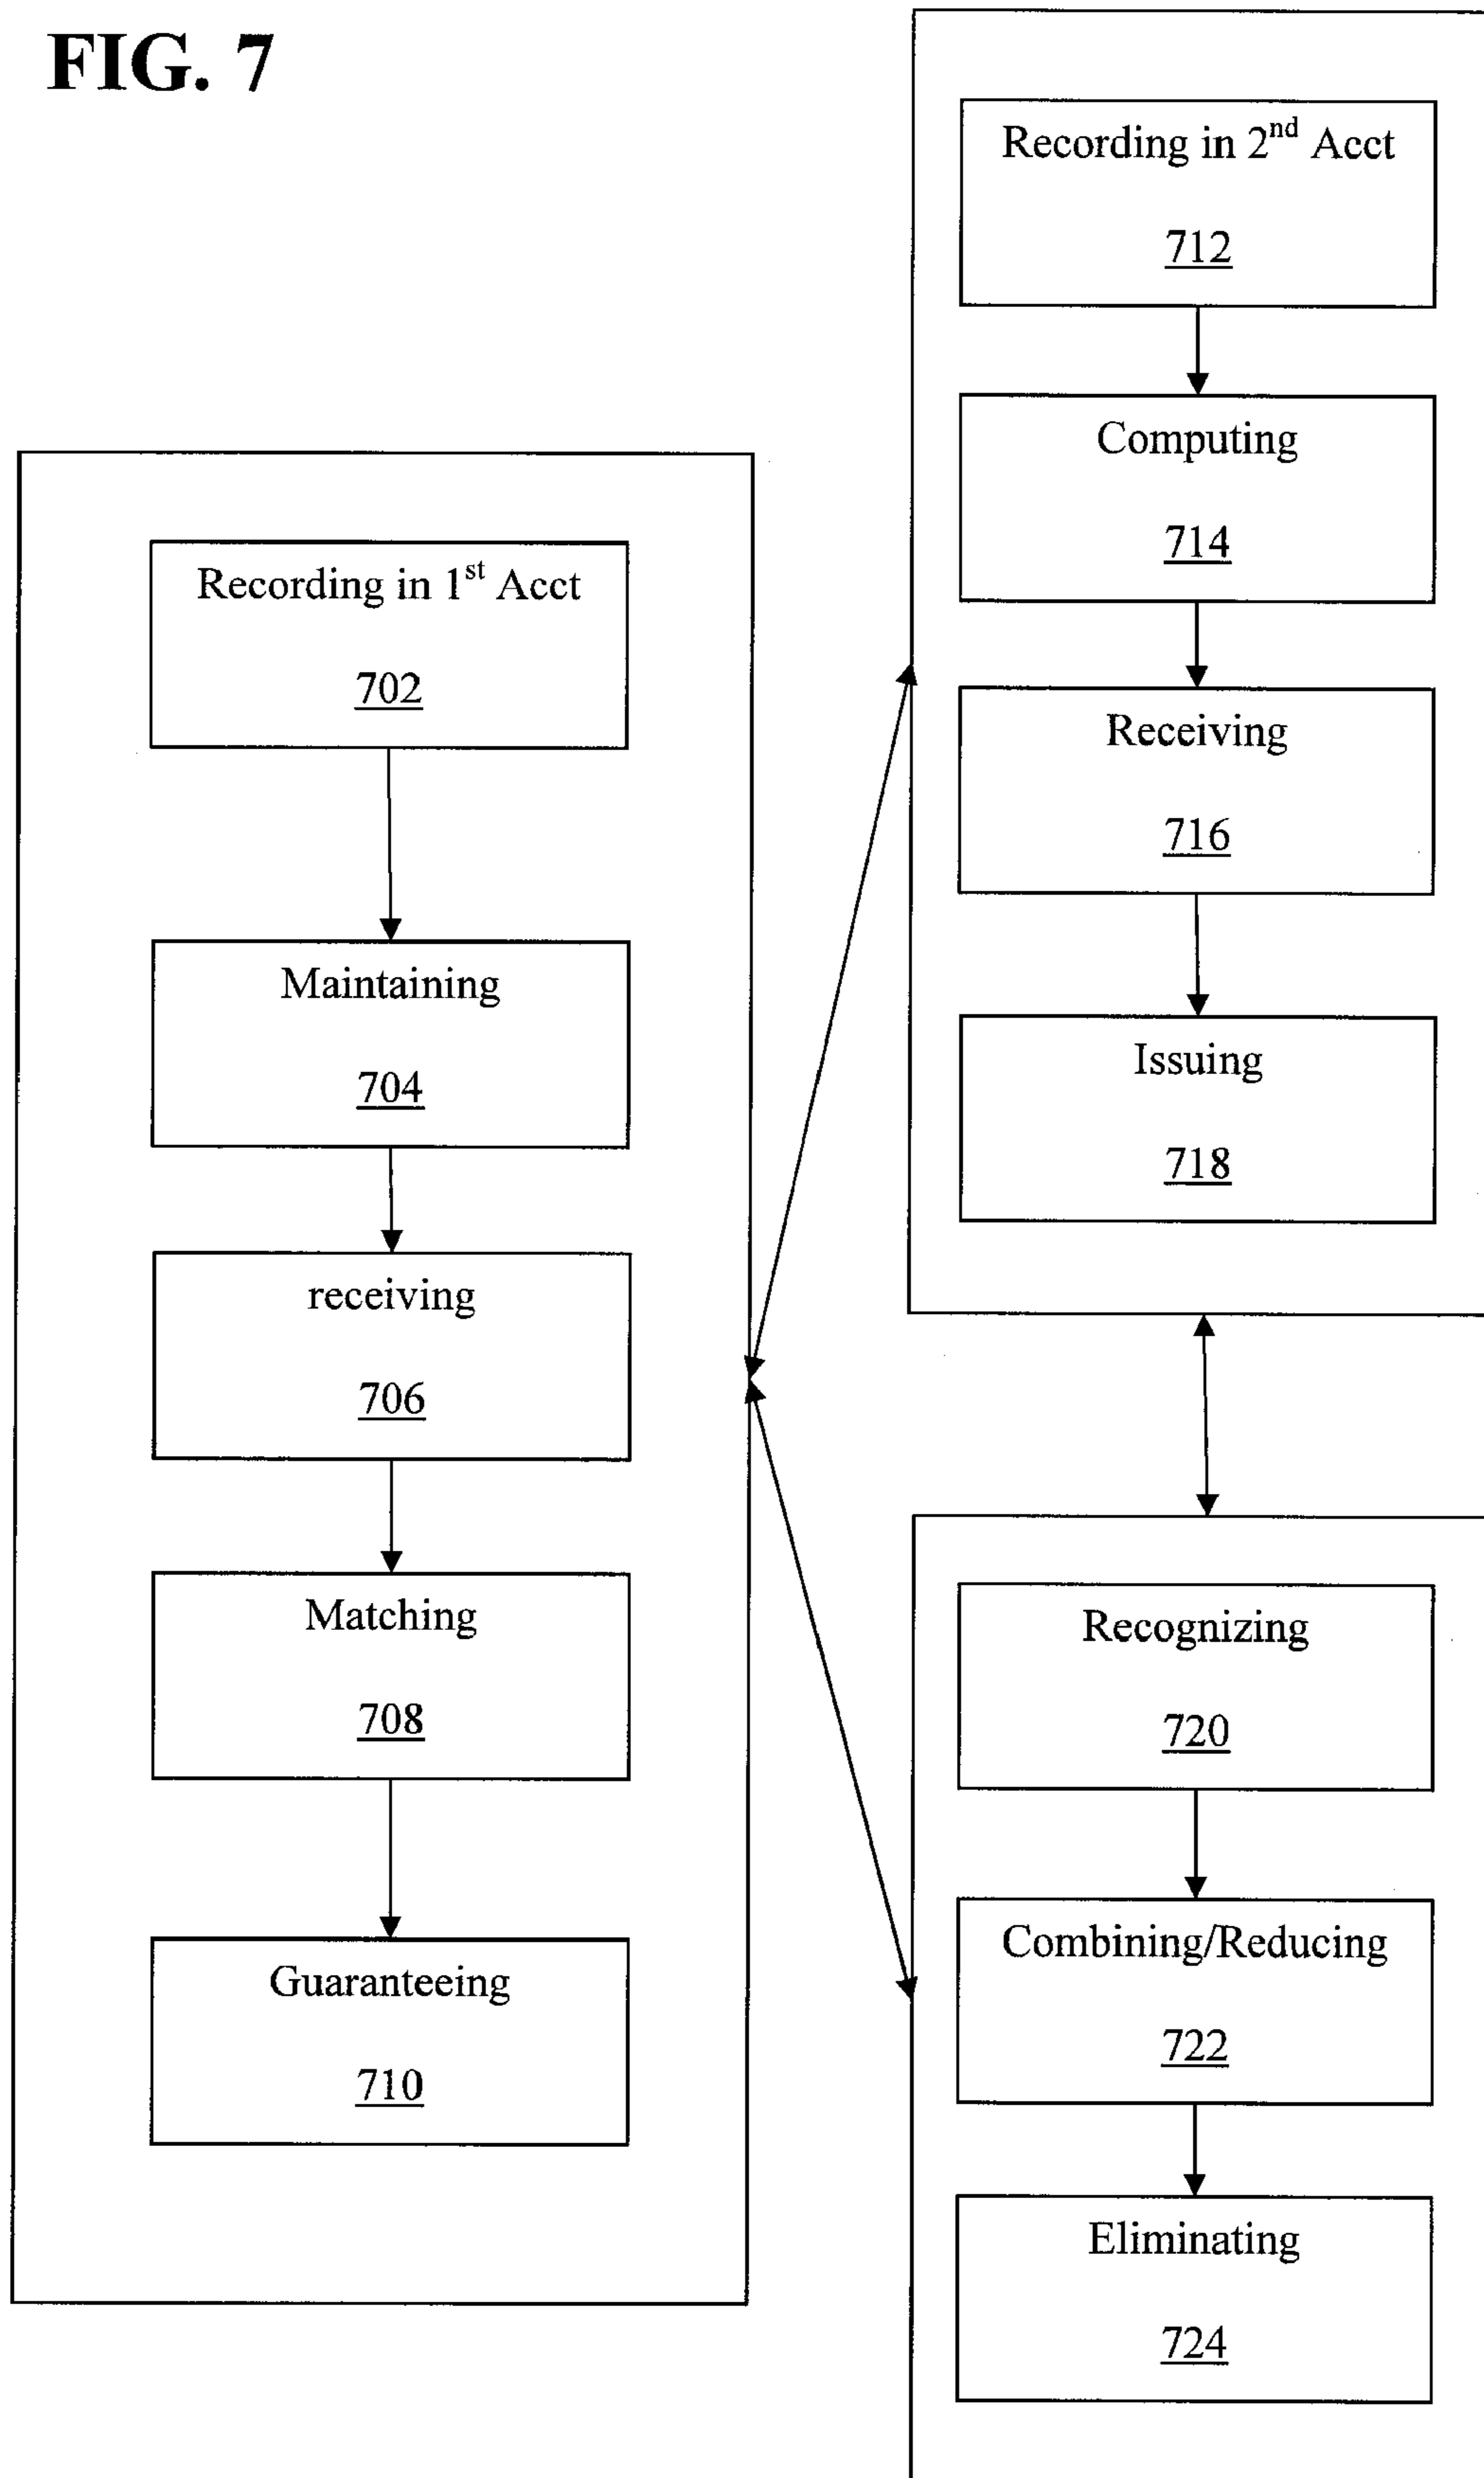 FIG. 7
Recording in 1st Acct
702
Maintaining
704
receiving
706
Matching
708
Guaranteeing
710
Recording in 2nd Acct
712
Computing
714
Receiving
716
Issuing
718
Recognizing
720
Combining/Reducing
722
Eliminating
724